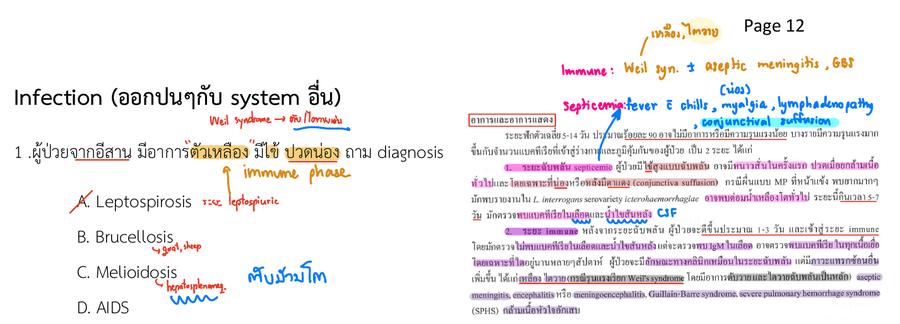 Infection (ออกปนๆกับ system อื่น)
Weil syndrome → ตับ/ไตวาย
1 .ผู้ป่วยจากอีสาน มีอาการ"ตัวเหลือง"มีไข้ ปวดน่อง ถาม diagnosis
immune phase
A. Leptospirosis
ระยะ leptospiuric
B. Brucellosis
goat, sheep
C. Melioidosis
hepatosplenomeg.
ตับม้ามโต
D. AIDS
Page 12
เหลือง, ไตวาย
Immune: Weil syn. ± aseptic meningitis, GBS
(น่อง)
Septicemia: fever c̄ chills, myalgia, lymphadenopathy
, conjunctival suffusion
อาการและอาการแสดง
ระยะฟักตัวเฉลี่ย5-14 วัน ประมาณร้อยละ 90 อาจไม่มีอาการหรือมีความรุนแรงน้อย บางรายมีความรุนแรงมาก
ขึ้นกับจำนวนแบคทีเรียที่เข้าสู่ร่างกายและภูมิคุ้มกันของผู้ป่วย เป็น 2 ระยะ ได้แก่
1. ระยะฉับพลัน septicemic ผู้ป่วยมีไข้สูงแบบฉับพลัน อาจมีหนาวสั่นในครั้งแรก ปวดเมื่อยกล้ามเนื้อ
ทั่วไปและโดยเฉพาะที่น่องหรือหลังมีตาแดง (conjunctiva suffusion) กรณีผื่นแบบ MP ที่หน้าแข้ง พบยากมากๆ
มักพบรายงานใน L. interrogans serovariety icterohaemorrhagiae อาจพบต่อมน้ำเหลืองโตทั่วไป ระยะนี้กินเวลา 5-7
วัน มักตรวจพบแบคทีเรียในเลือดและน้ำไขสันหลัง CSF
2. ระยะ immune หลังจากระยะฉับพลัน ผู้ป่วยจะดีขึ้นประมาณ 1-3 วัน และเข้าสู่ระยะ immune
โดยมักตรวจไม่พบแบคทีเรียในเลือดและน้ำไขสันหลัง แต่จะตรวจพบ IgM ในเลือด อาจตรวจพบแบคทีเรีย ในทุกเนื้อเยื่อ
โดยเฉพาะที่ไตอยู่นานหลายๆสัปดาห์ ผู้ป่วยจะมีลักษณะทางคลินิกเหมือนในระยะฉับพลัน แต่มีภาวะแทรกซ้อนอื่น
เพิ่มขึ้น ได้แก่เหลือง ไตวาย (กรณีรุนแรงเรียก Weil's syndrome โดยมีอาการตับวายและไตวายฉับพลันเป็นหลัก) aseptic
meningitis, encephalitis หรือ meningoencephalitis, Guillain-Barre syndrome, severe pulmonary hemorrhage syndrome
(SPHS) กล้ามเนื้อหัวใจอักเสบ